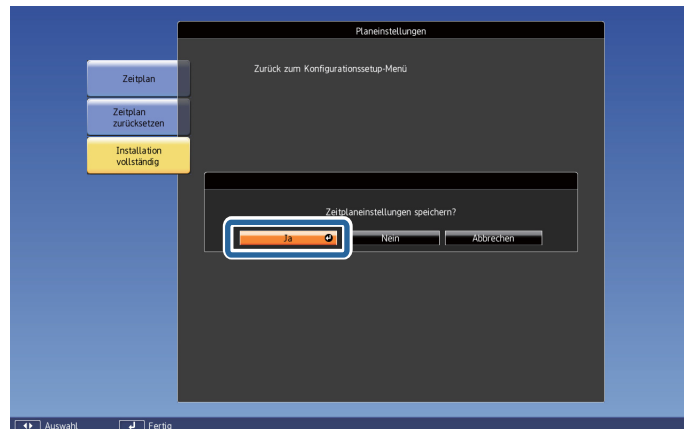 Planeinstellungen
Zeitplan
Zurück zum Konfigurationssetup-Menü
Zeitplan
zurücksetzen
Installation
vollständig
Zeitplaneinstellungen speichern?
Ja
Nein
Abbrechen
Auswahl
Fertig